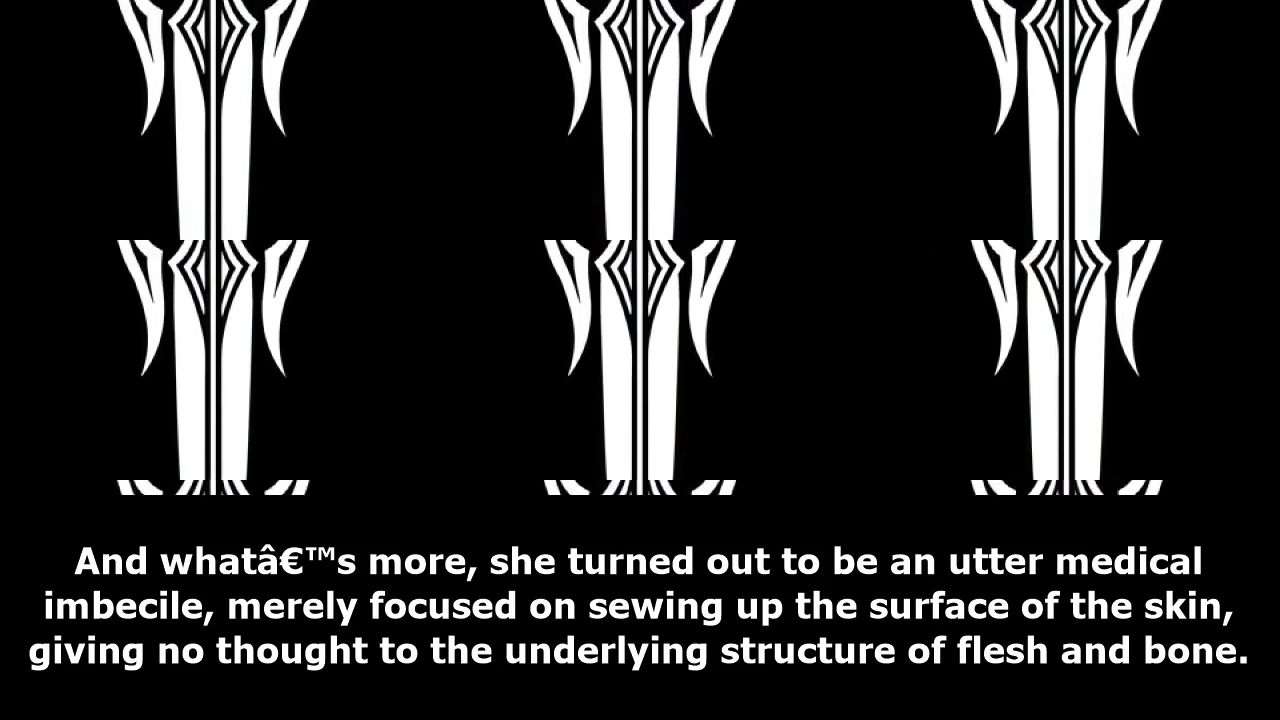 And whatâ€™s more, she turned out to be an utter medical
imbecile, merely focused on sewing up the surface of the skin,
giving no thought to the underlying structure of flesh and bone.